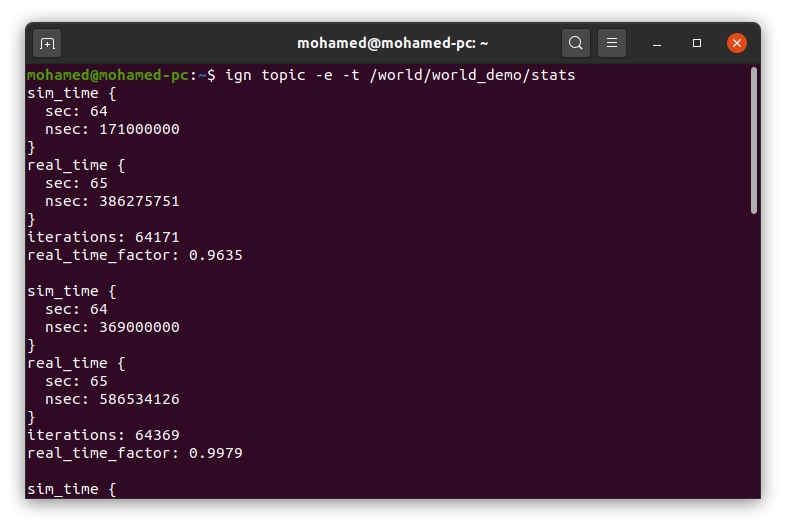 mohamed@mohamed-pc: ~
mohamed@mohamed-pc:~$ ign topic -e -t /world/world_demo/stats
sim_time {
  sec: 64
  nsec: 171000000
}
real_time {
  sec: 65
  nsec: 386275751
}
iterations: 64171
real_time_factor: 0.9635

sim_time {
  sec: 64
  nsec: 369000000
}
real_time {
  sec: 65
  nsec: 586534126
}
iterations: 64369
real_time_factor: 0.9979

sim_time {